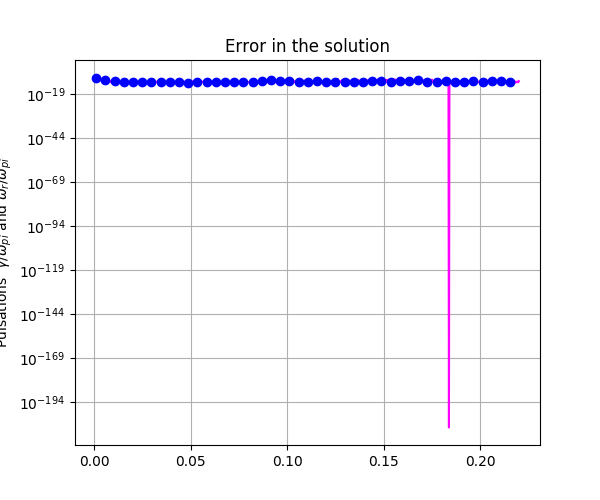 Error in the solution
Pulsations γ/ω_pi and ω_r/ω_pi
10^−19
10^−44
10^−69
10^−94
10^−119
10^−144
10^−169
10^−194
0.00 0.05 0.10 0.15 0.20